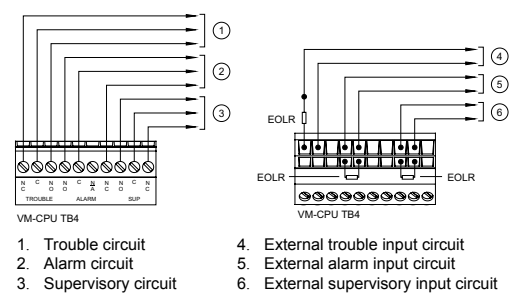 1
2
3
4
5
6
EOLR
EOLR
EOLR
N C
C
N O
N O
C
N A
N C
N O
C
N C
TROUBLE
ALARM
SUP
VM-CPU TB4
VM-CPU TB4
1. Trouble circuit
2. Alarm circuit
3. Supervisory circuit
4. External trouble input circuit
5. External alarm input circuit
6. External supervisory input circuit